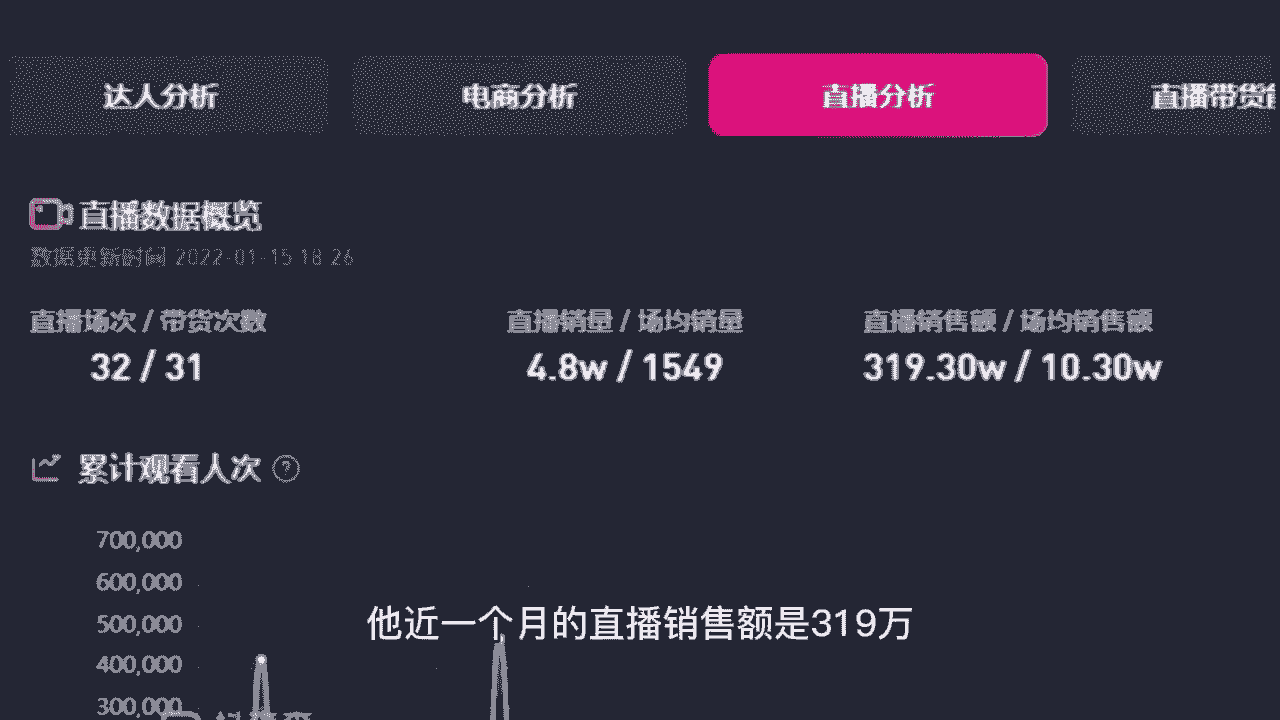 达人分析 电商分析 直播分析 直播带货
直播数据概览
数据更新时间 2022-01-15 18:26
直播场次 / 带货次数 直播销量 / 场均销量 直播销售额 / 场均销售额
32 / 31 4.8w / 1549 319.30w / 10.30w
累计观看人次 ?
700,000
600,000
500,000
他近一个月的直播销售额是319万
400,000
300,000